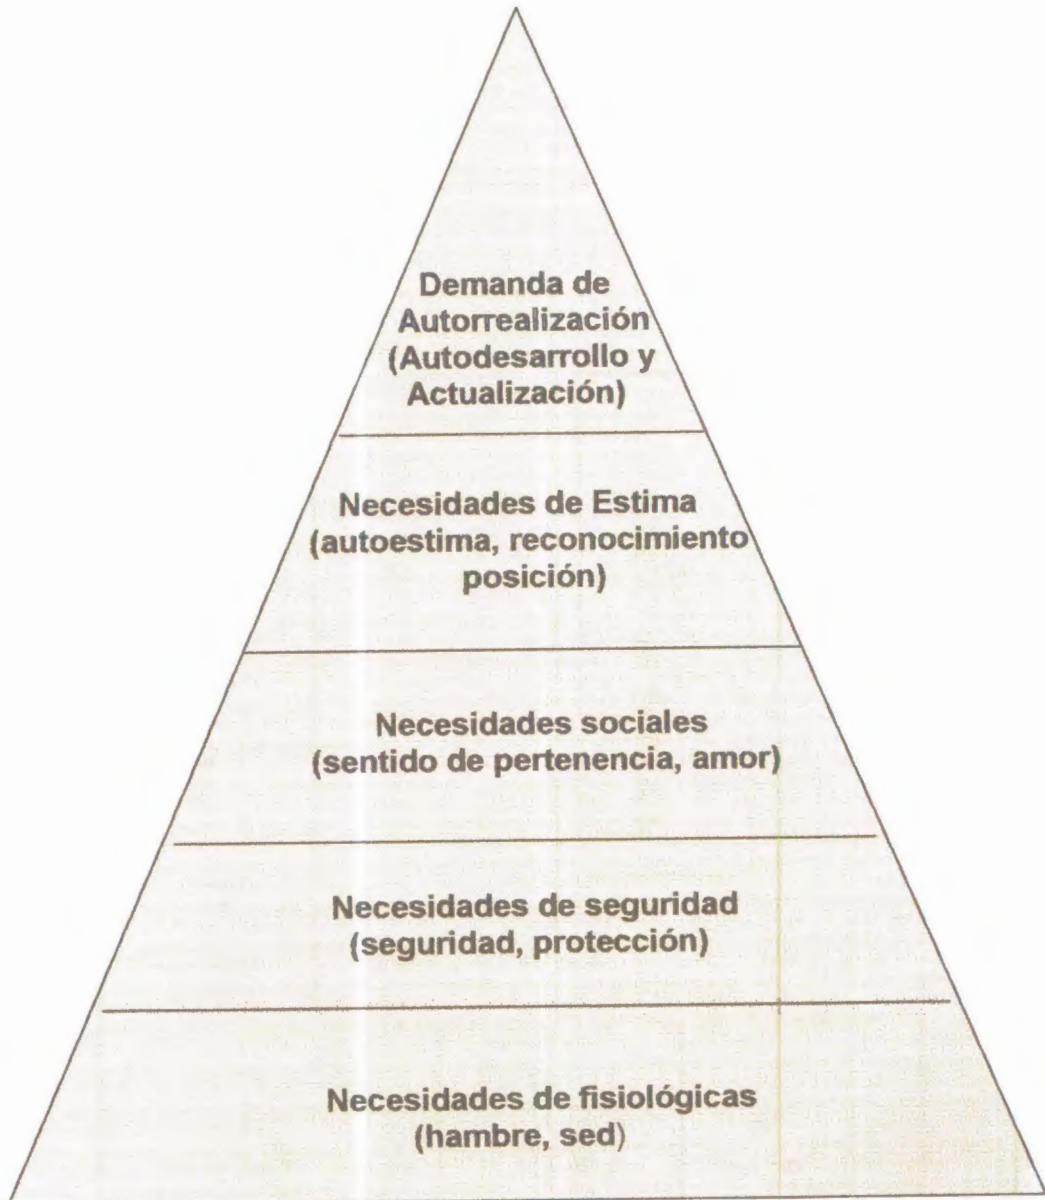 Demanda de
Autorrealización
(Autodesarrollo y
Actualización)
Necesidades de Estima
(autoestima, reconocimiento
posición)
Necesidades sociales
(sentido de pertenencia, amor)
Necesidades de seguridad
(seguridad, protección)
Necesidades de fisiológicas
(hambre, sed)